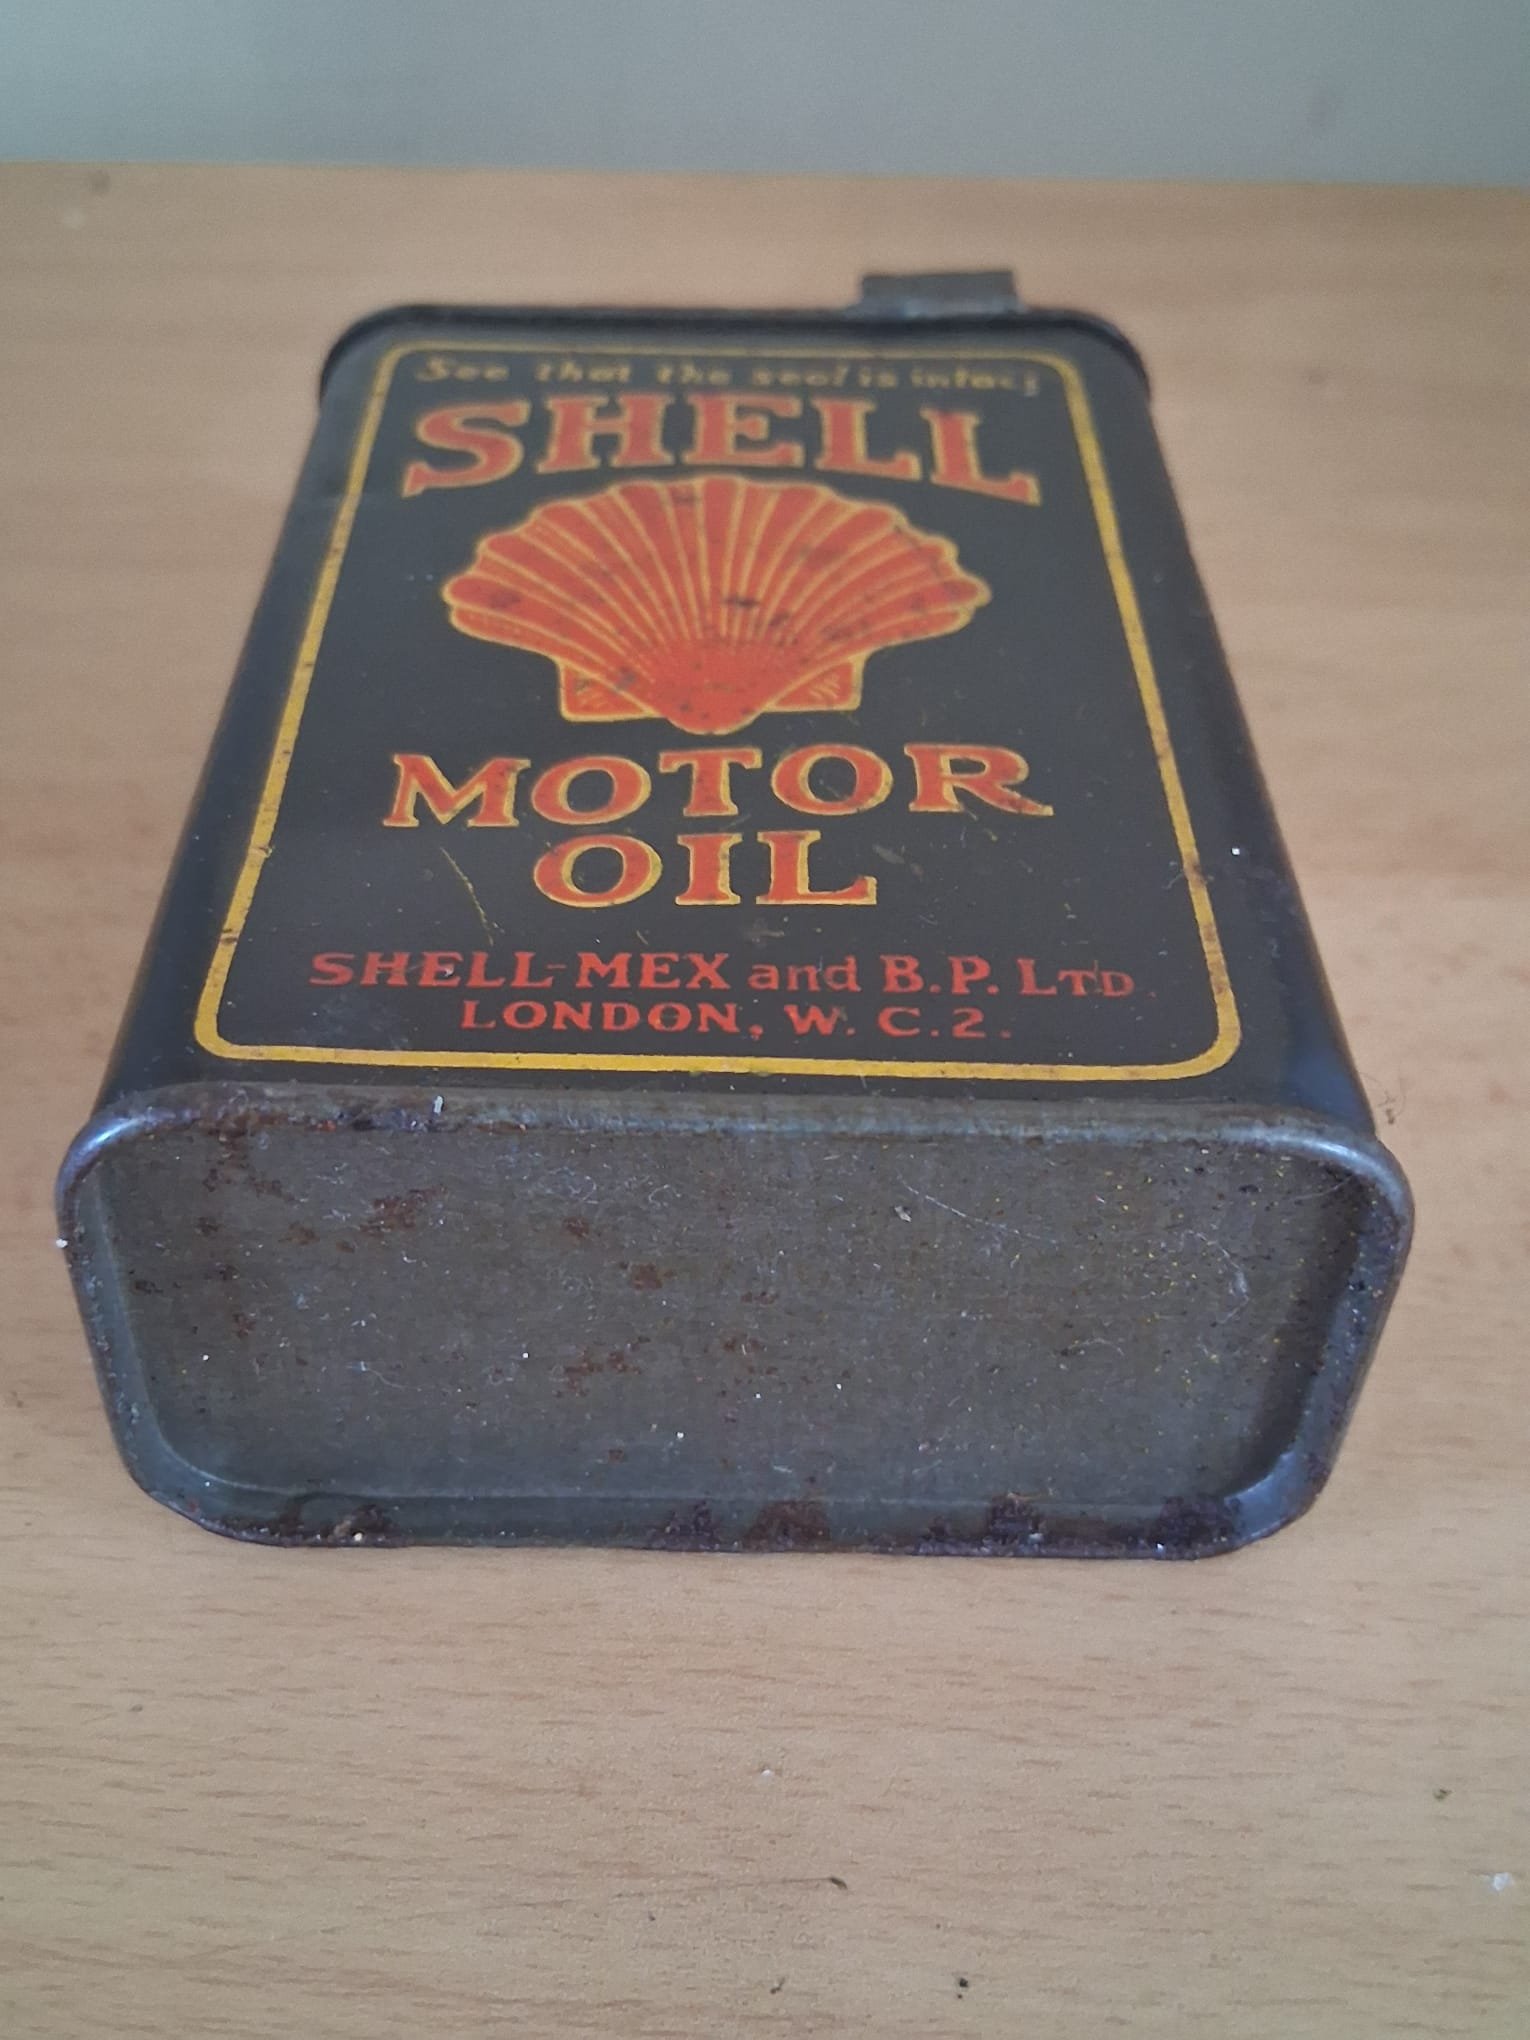 See that the seal is intact
SHELL
MOTOR
OIL
SHELL-MEX and B.P. LTD
LONDON, W. C.2.